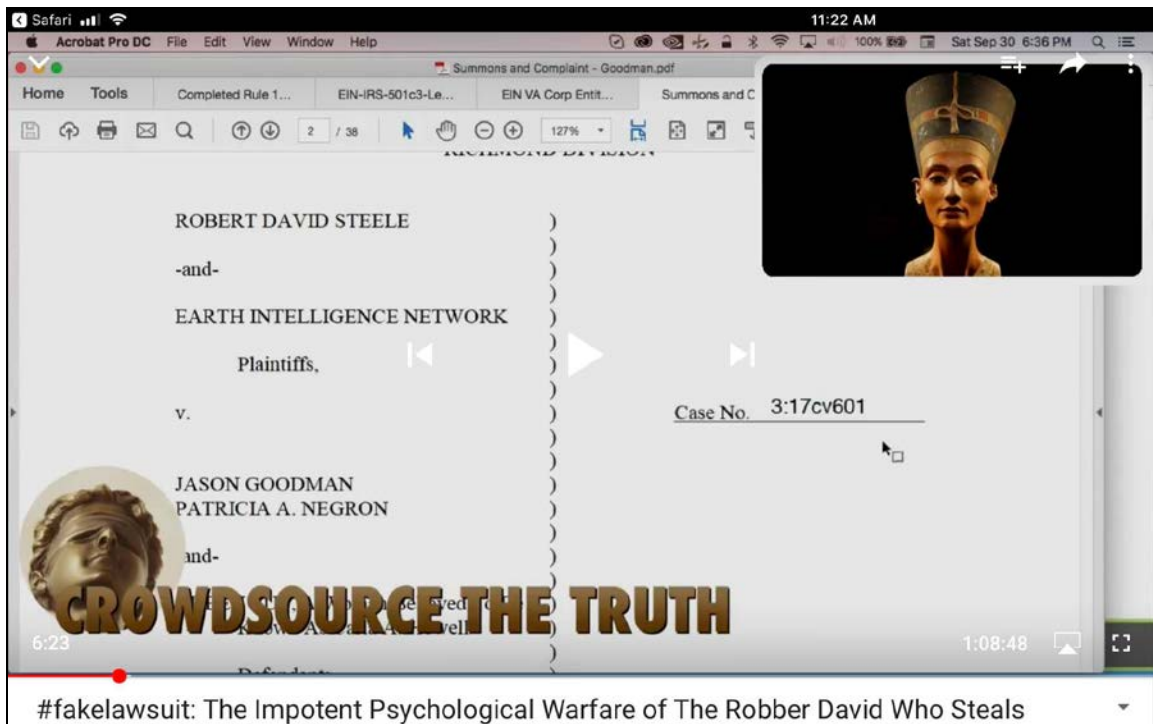 Safari 11:22 AM
Acrobat Pro DC File Edit View Window Help 100% Sat Sep 30 6:36 PM
Summons and Complaint - Goodman.pdf
Home Tools Completed Rule 1... EIN-IRS-501c3-Le... EIN VA Corp Entit... Summons and C
2 / 38 127%
RICHMOND DIVISION
ROBERT DAVID STEELE )
)
-and- )
)
EARTH INTELLIGENCE NETWORK )
)
Plaintiffs, )
)
v. ) Case No. 3:17cv601
)
)
JASON GOODMAN )
PATRICIA A. NEGRON )
)
-and- )
)
CROWDSOURCE THE TRUTH
6:23 1:08:48
Defendants
#fakelawsuit: The Impotent Psychological Warfare of The Robber David Who Steals